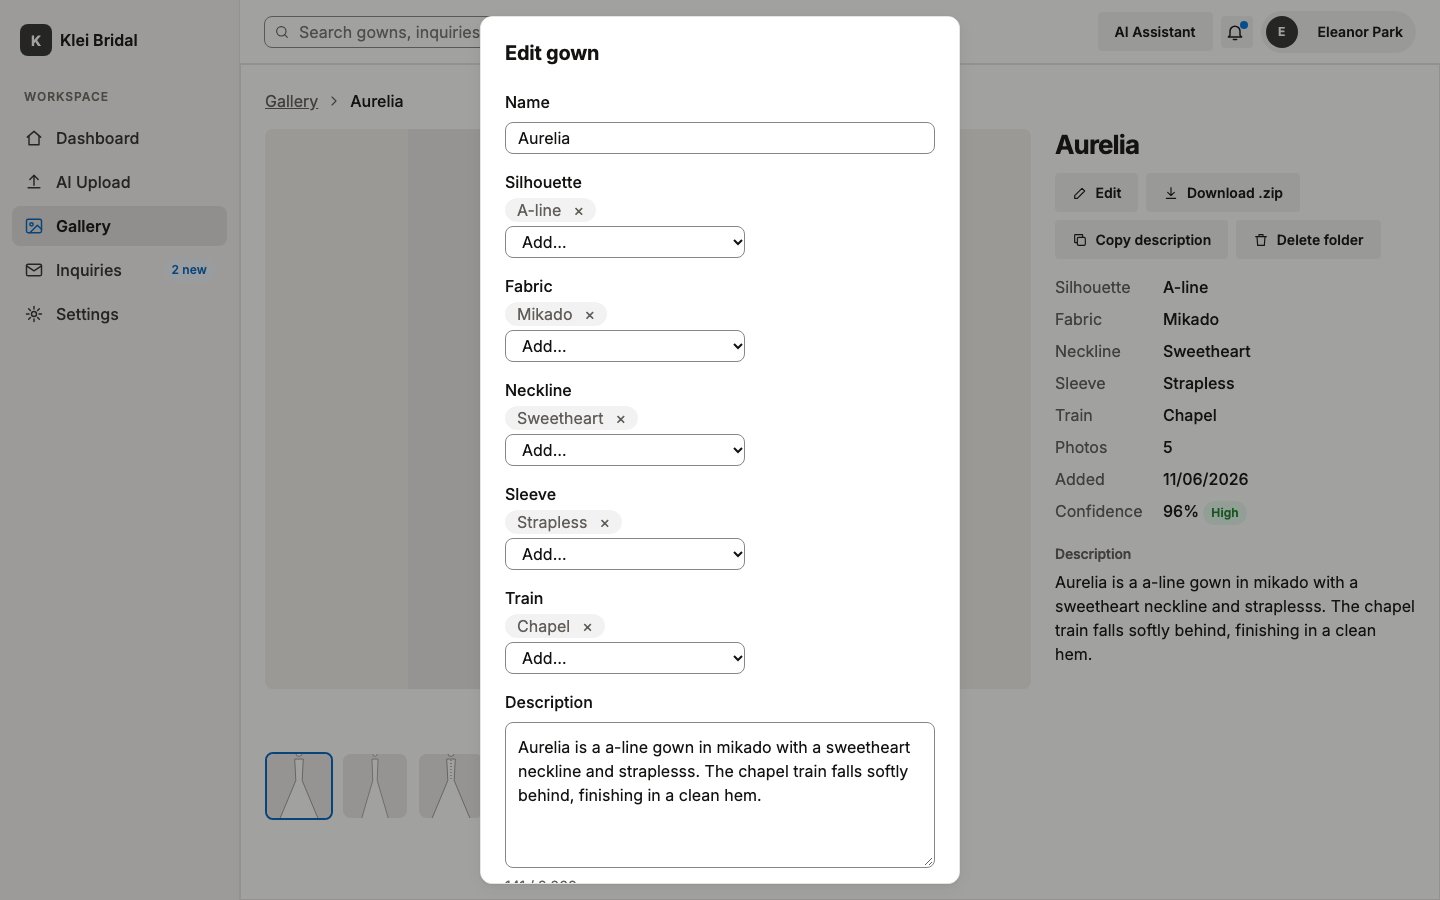 K
Klei Bridal
Search gowns, inquiries
AI Assistant
E
Eleanor Park
WORKSPACE
Dashboard
AI Upload
Gallery
Inquiries
2 new
Settings
Gallery > Aurelia
Edit gown
Name
Aurelia
Silhouette
A-line ×
Add...
Fabric
Mikado ×
Add...
Neckline
Sweetheart ×
Add...
Sleeve
Strapless ×
Add...
Train
Chapel ×
Add...
Description
Aurelia is a a-line gown in mikado with a sweetheart
neckline and straplesss. The chapel train falls softly
behind, finishing in a clean hem.
Aurelia
Edit
Download .zip
Copy description
Delete folder
Silhouette A-line
Fabric Mikado
Neckline Sweetheart
Sleeve Strapless
Train Chapel
Photos 5
Added 11/06/2026
Confidence 96% High
Description
Aurelia is a a-line gown in mikado with a
sweetheart neckline and straplesss. The chapel
train falls softly behind, finishing in a clean
hem.